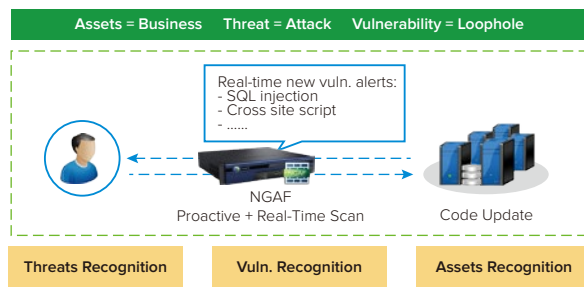 Assets = Business Threat = Attack Vulnerability = Loophole
Real-time new vuln. alerts:
- SQL injection
- Cross site script
- ......
NGAF
Proactive + Real-Time Scan
Code Update
Threats Recognition
Vuln. Recognition
Assets Recognition